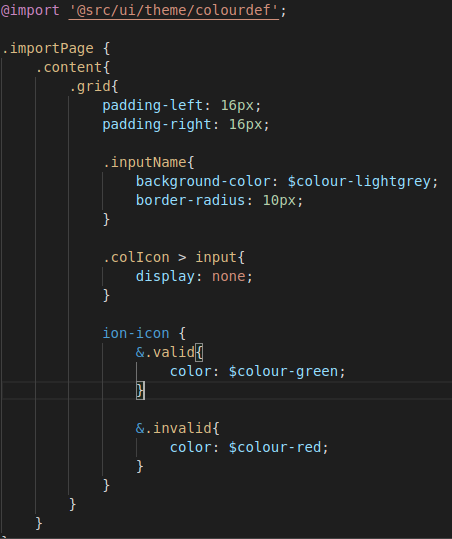 @import '@src/ui/theme/colourdef';

.importPage {
    .content{
        .grid{
            padding-left: 16px;
            padding-right: 16px;

            .inputName{
                background-color: $colour-lightgrey;
                border-radius: 10px;
            }

            .colIcon > input{
                display: none;
            }

            ion-icon {
                &.valid{
                    color: $colour-green;
                }

                &.invalid{
                    color: $colour-red;
                }
            }
        }
    }
}